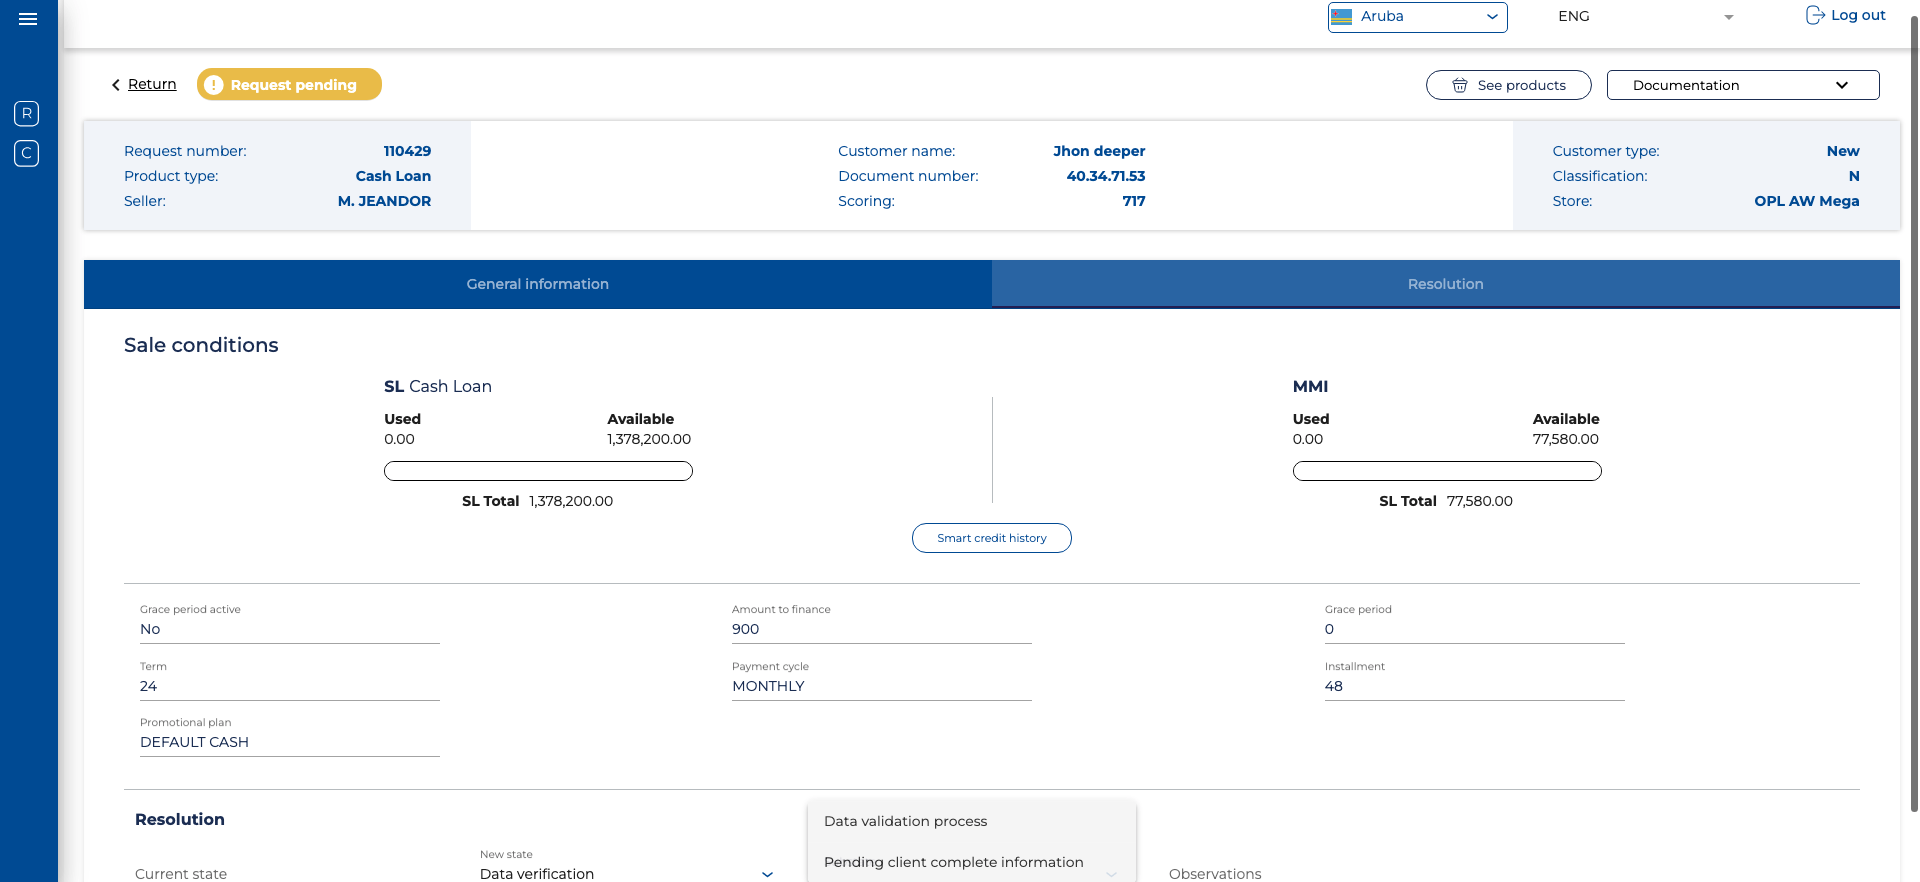 Aruba
ENG
Log out
R
C
Return
Request pending
See products
Documentation
Request number: 110429
Product type: Cash Loan
Seller: M. JEANDOR
Customer name: Jhon deeper
Document number: 40.34.71.53
Scoring: 717
Customer type: New
Classification: N
Store: OPL AW Mega
General information
Resolution
Sale conditions
SL Cash Loan
Used Available
0.00 1,378,200.00
SL Total 1,378,200.00
MMI
Used Available
0.00 77,580.00
SL Total 77,580.00
Smart credit history
Grace period active
No
Amount to finance
900
Grace period
0
Term
24
Payment cycle
MONTHLY
Installment
48
Promotional plan
DEFAULT CASH
Resolution
Current state
New state
Data verification
Data validation process
Pending client complete information
Observations